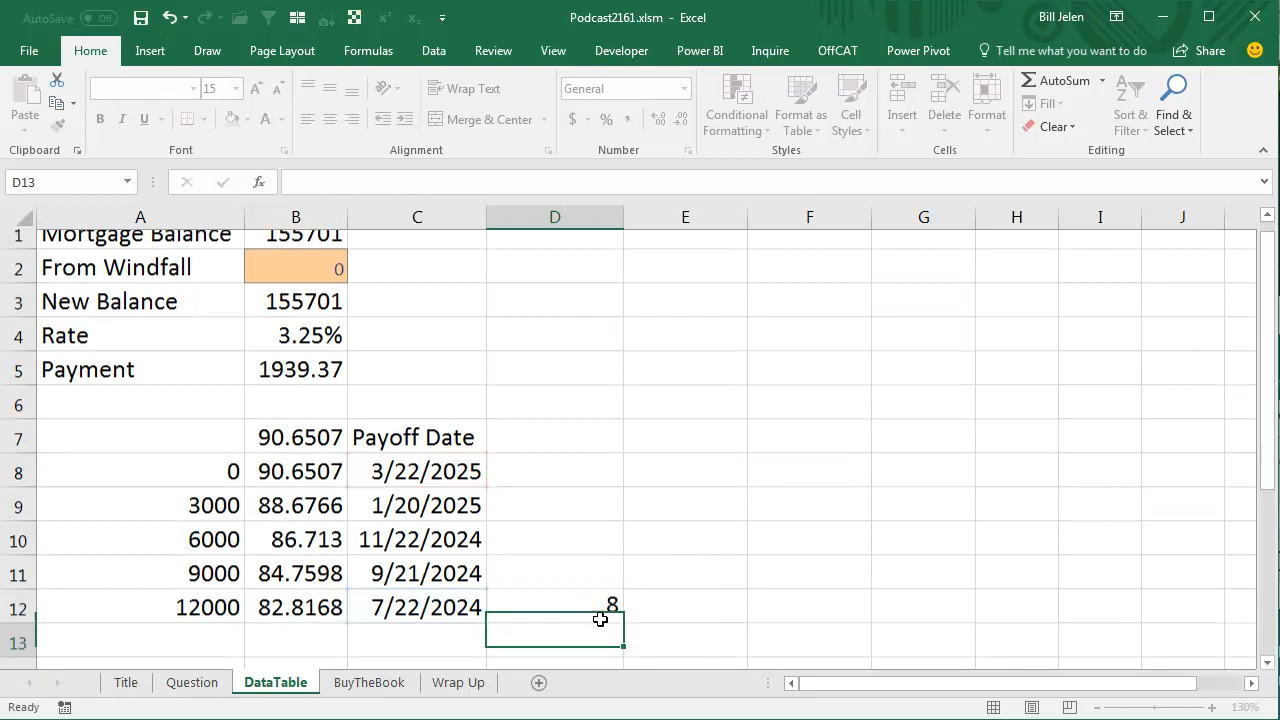 AutoSave Off
Podcast2161.xlsm - Excel
Bill Jelen
File Home Insert Draw Page Layout Formulas Data Review View Developer Power BI Inquire OffCAT Power Pivot Tell me what you want to do Share
Paste
15
A A
Wrap Text
General
AutoSum
B I U
Merge & Center
$ % ,
Conditional Formatting
Format as Table
Cell Styles
Insert Delete Format
Fill
Clear
Sort & Filter
Find & Select
Clipboard Font Alignment Number Styles Cells Editing
D13 fx
A B C D E F G H I J
1 Mortgage Balance 155701
2 From Windfall 0
3 New Balance 155701
4 Rate 3.25%
5 Payment 1939.37
6
7 90.6507 Payoff Date
8 0 90.6507 3/22/2025
9 3000 88.6766 1/20/2025
10 6000 86.713 11/22/2024
11 9000 84.7598 9/21/2024
12 12000 82.8168 7/22/2024 8
13
Title Question DataTable BuyTheBook Wrap Up
Ready 130%